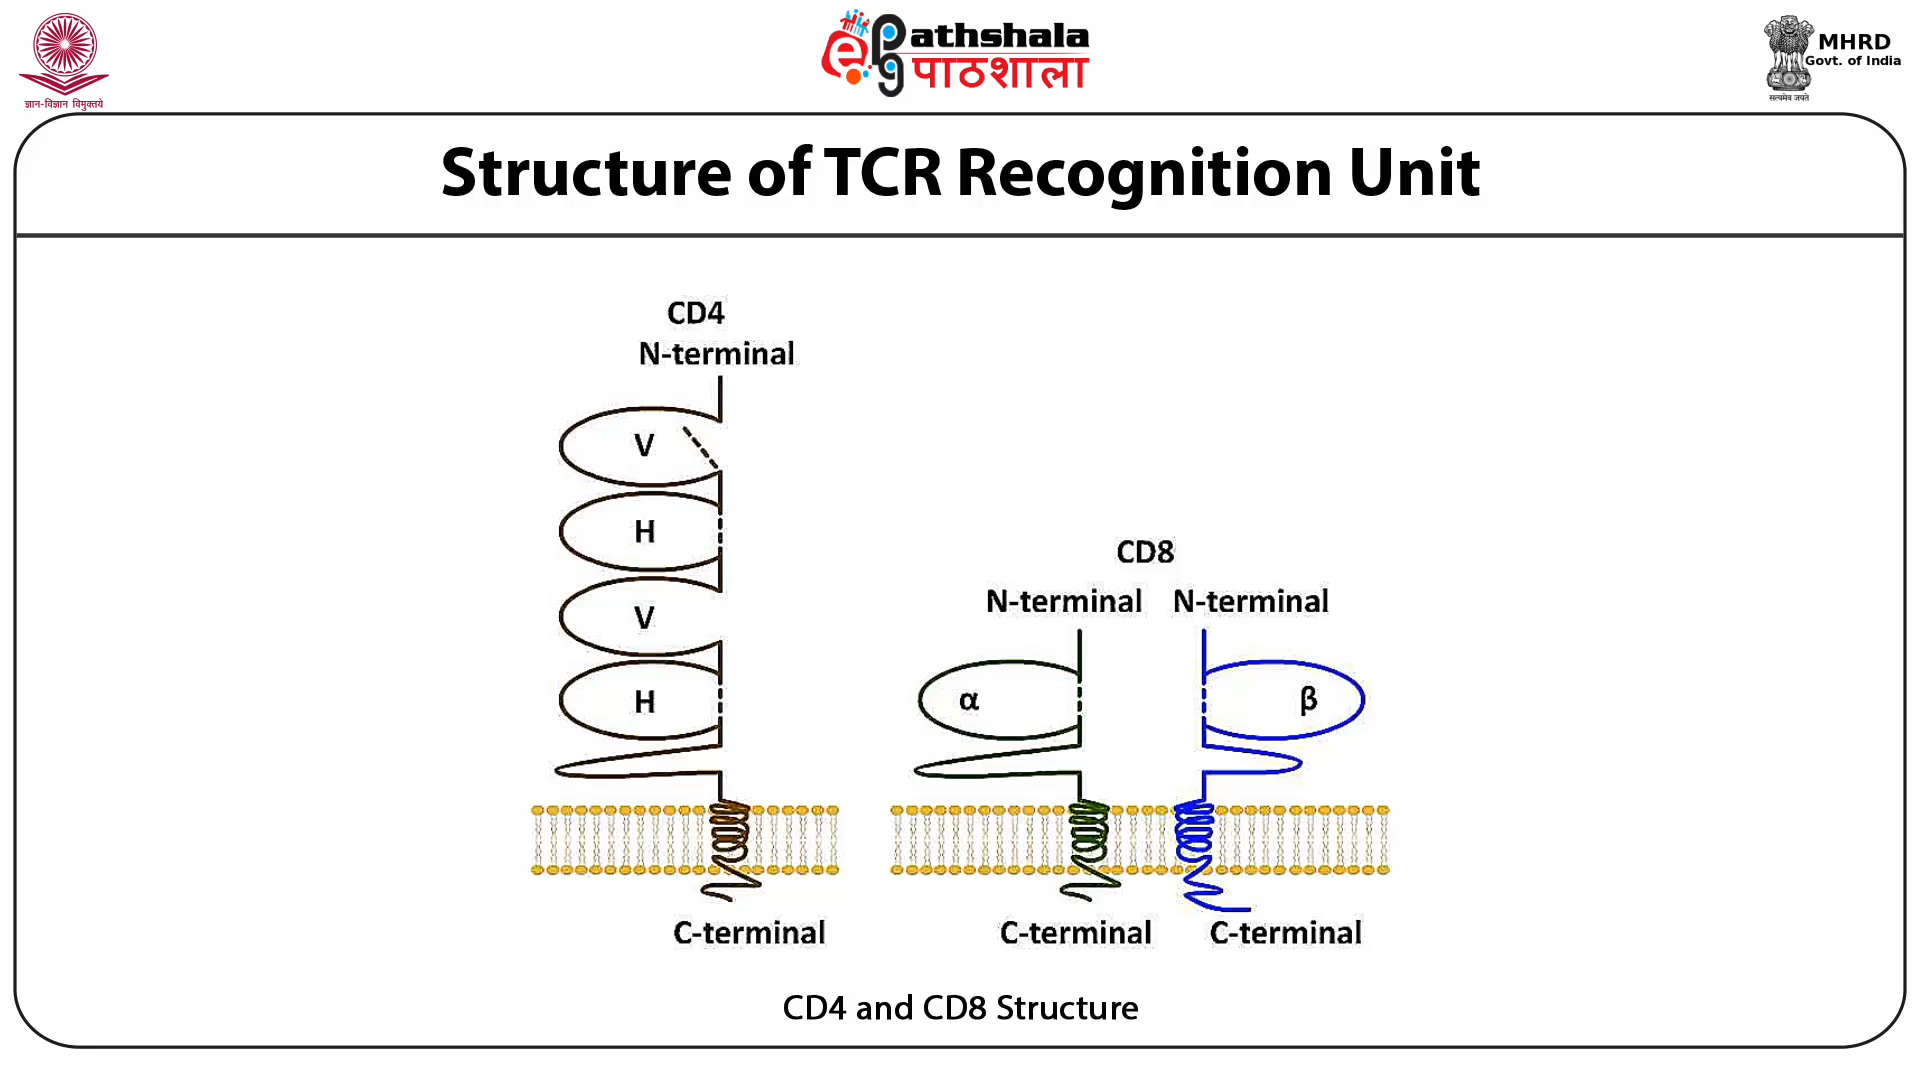 ज्ञान-विज्ञान विमुक्तये
e
Pathshala
पाठशाला
MHRD
Govt. of India
सत्यमेव जयते
Structure of TCR Recognition Unit
CD4
N-terminal
V
H
V
H
C-terminal
CD8
N-terminal N-terminal
α β
C-terminal C-terminal
CD4 and CD8 Structure